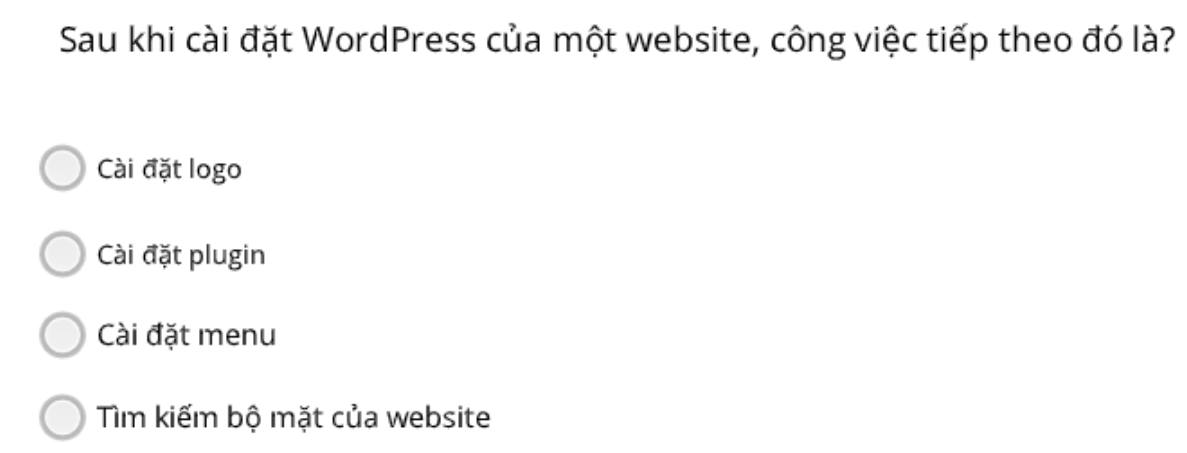 Sau khi cài đặt WordPress của một website, công việc tiếp theo đó là?
Cài đặt logo
Cài đặt plugin
Cài đặt menu
Tìm kiếm bộ mặt của website